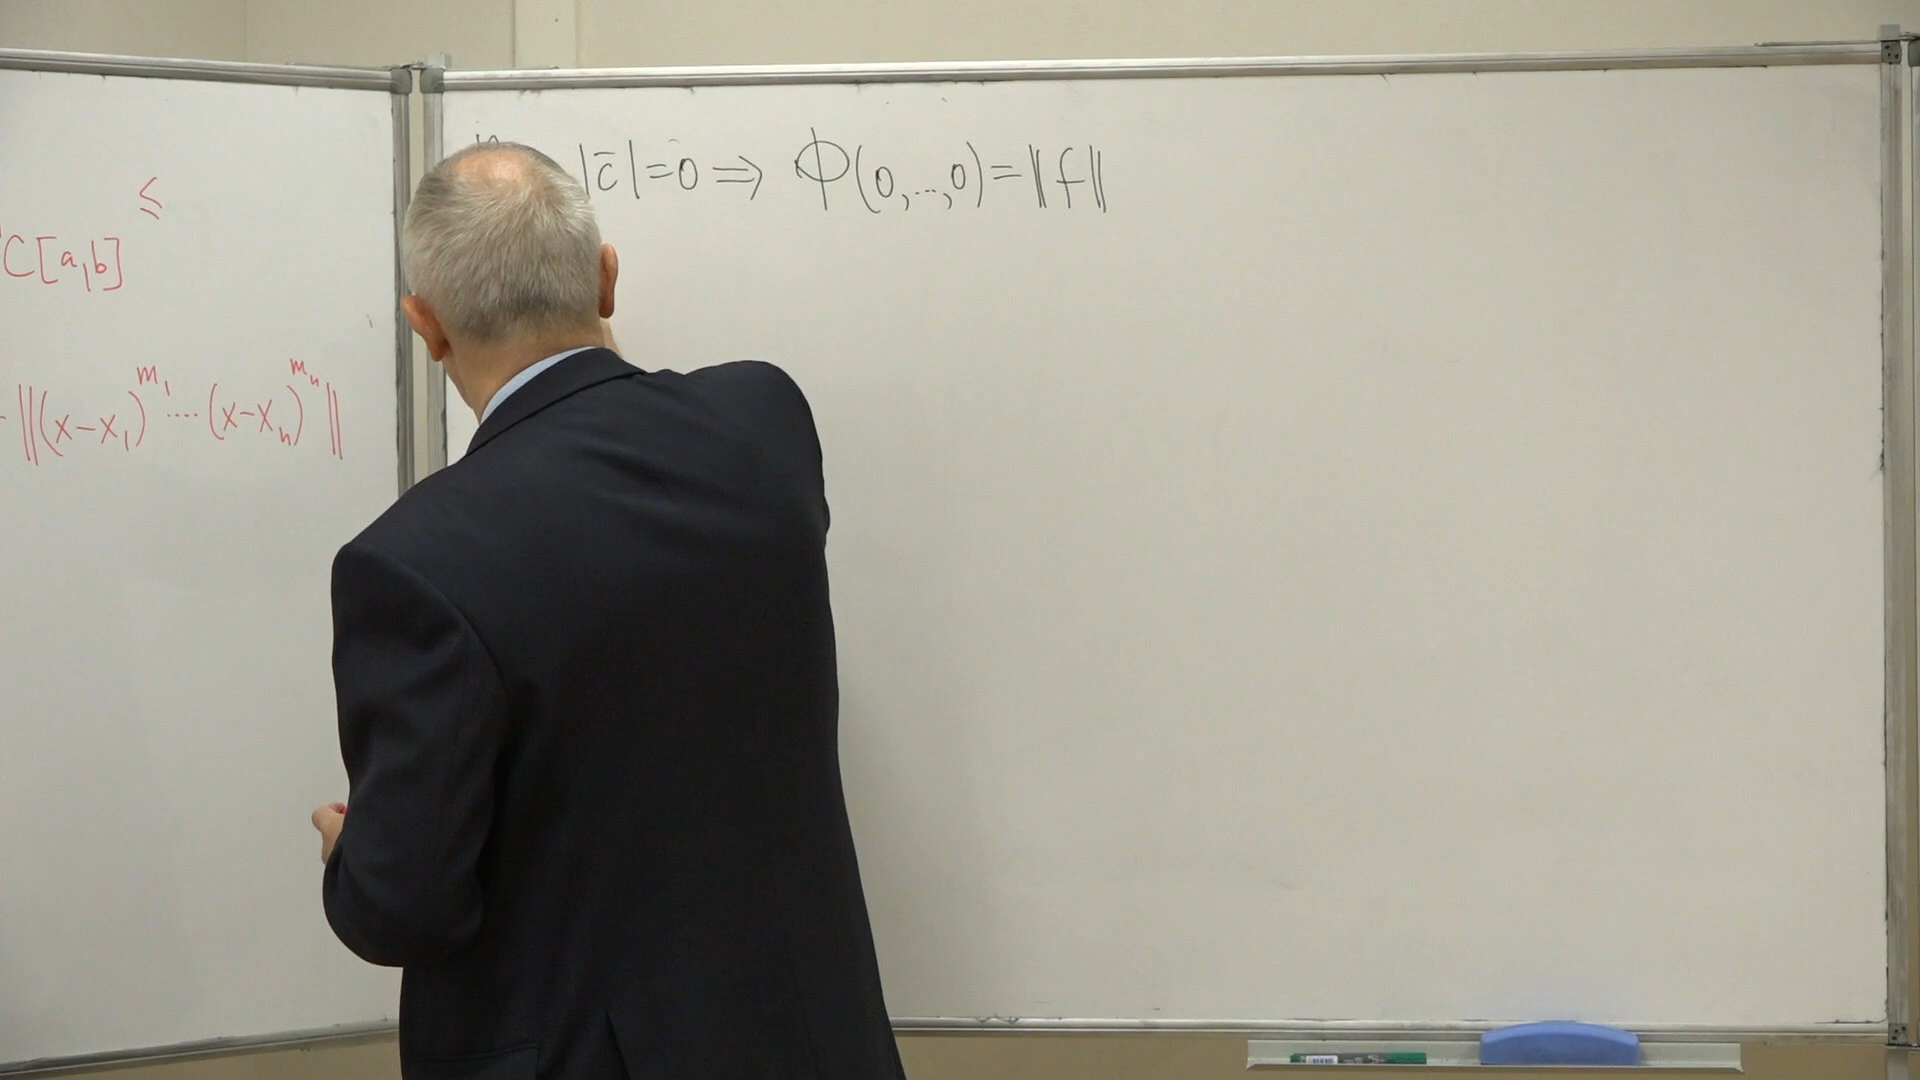 ≤
C[a,b]
‖(x-x₁)^{m₁} .... (x-xₙ)^{mₙ}‖
|c̄|=0 ⇒ Φ(0,...,0)=‖f‖